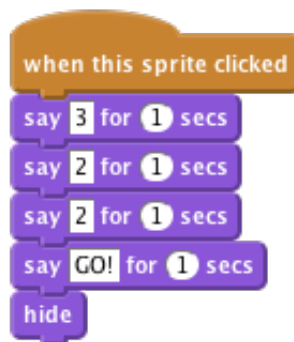 when this sprite clicked
say 3 for 1 secs
say 2 for 1 secs
say 2 for 1 secs
say GO! for 1 secs
hide